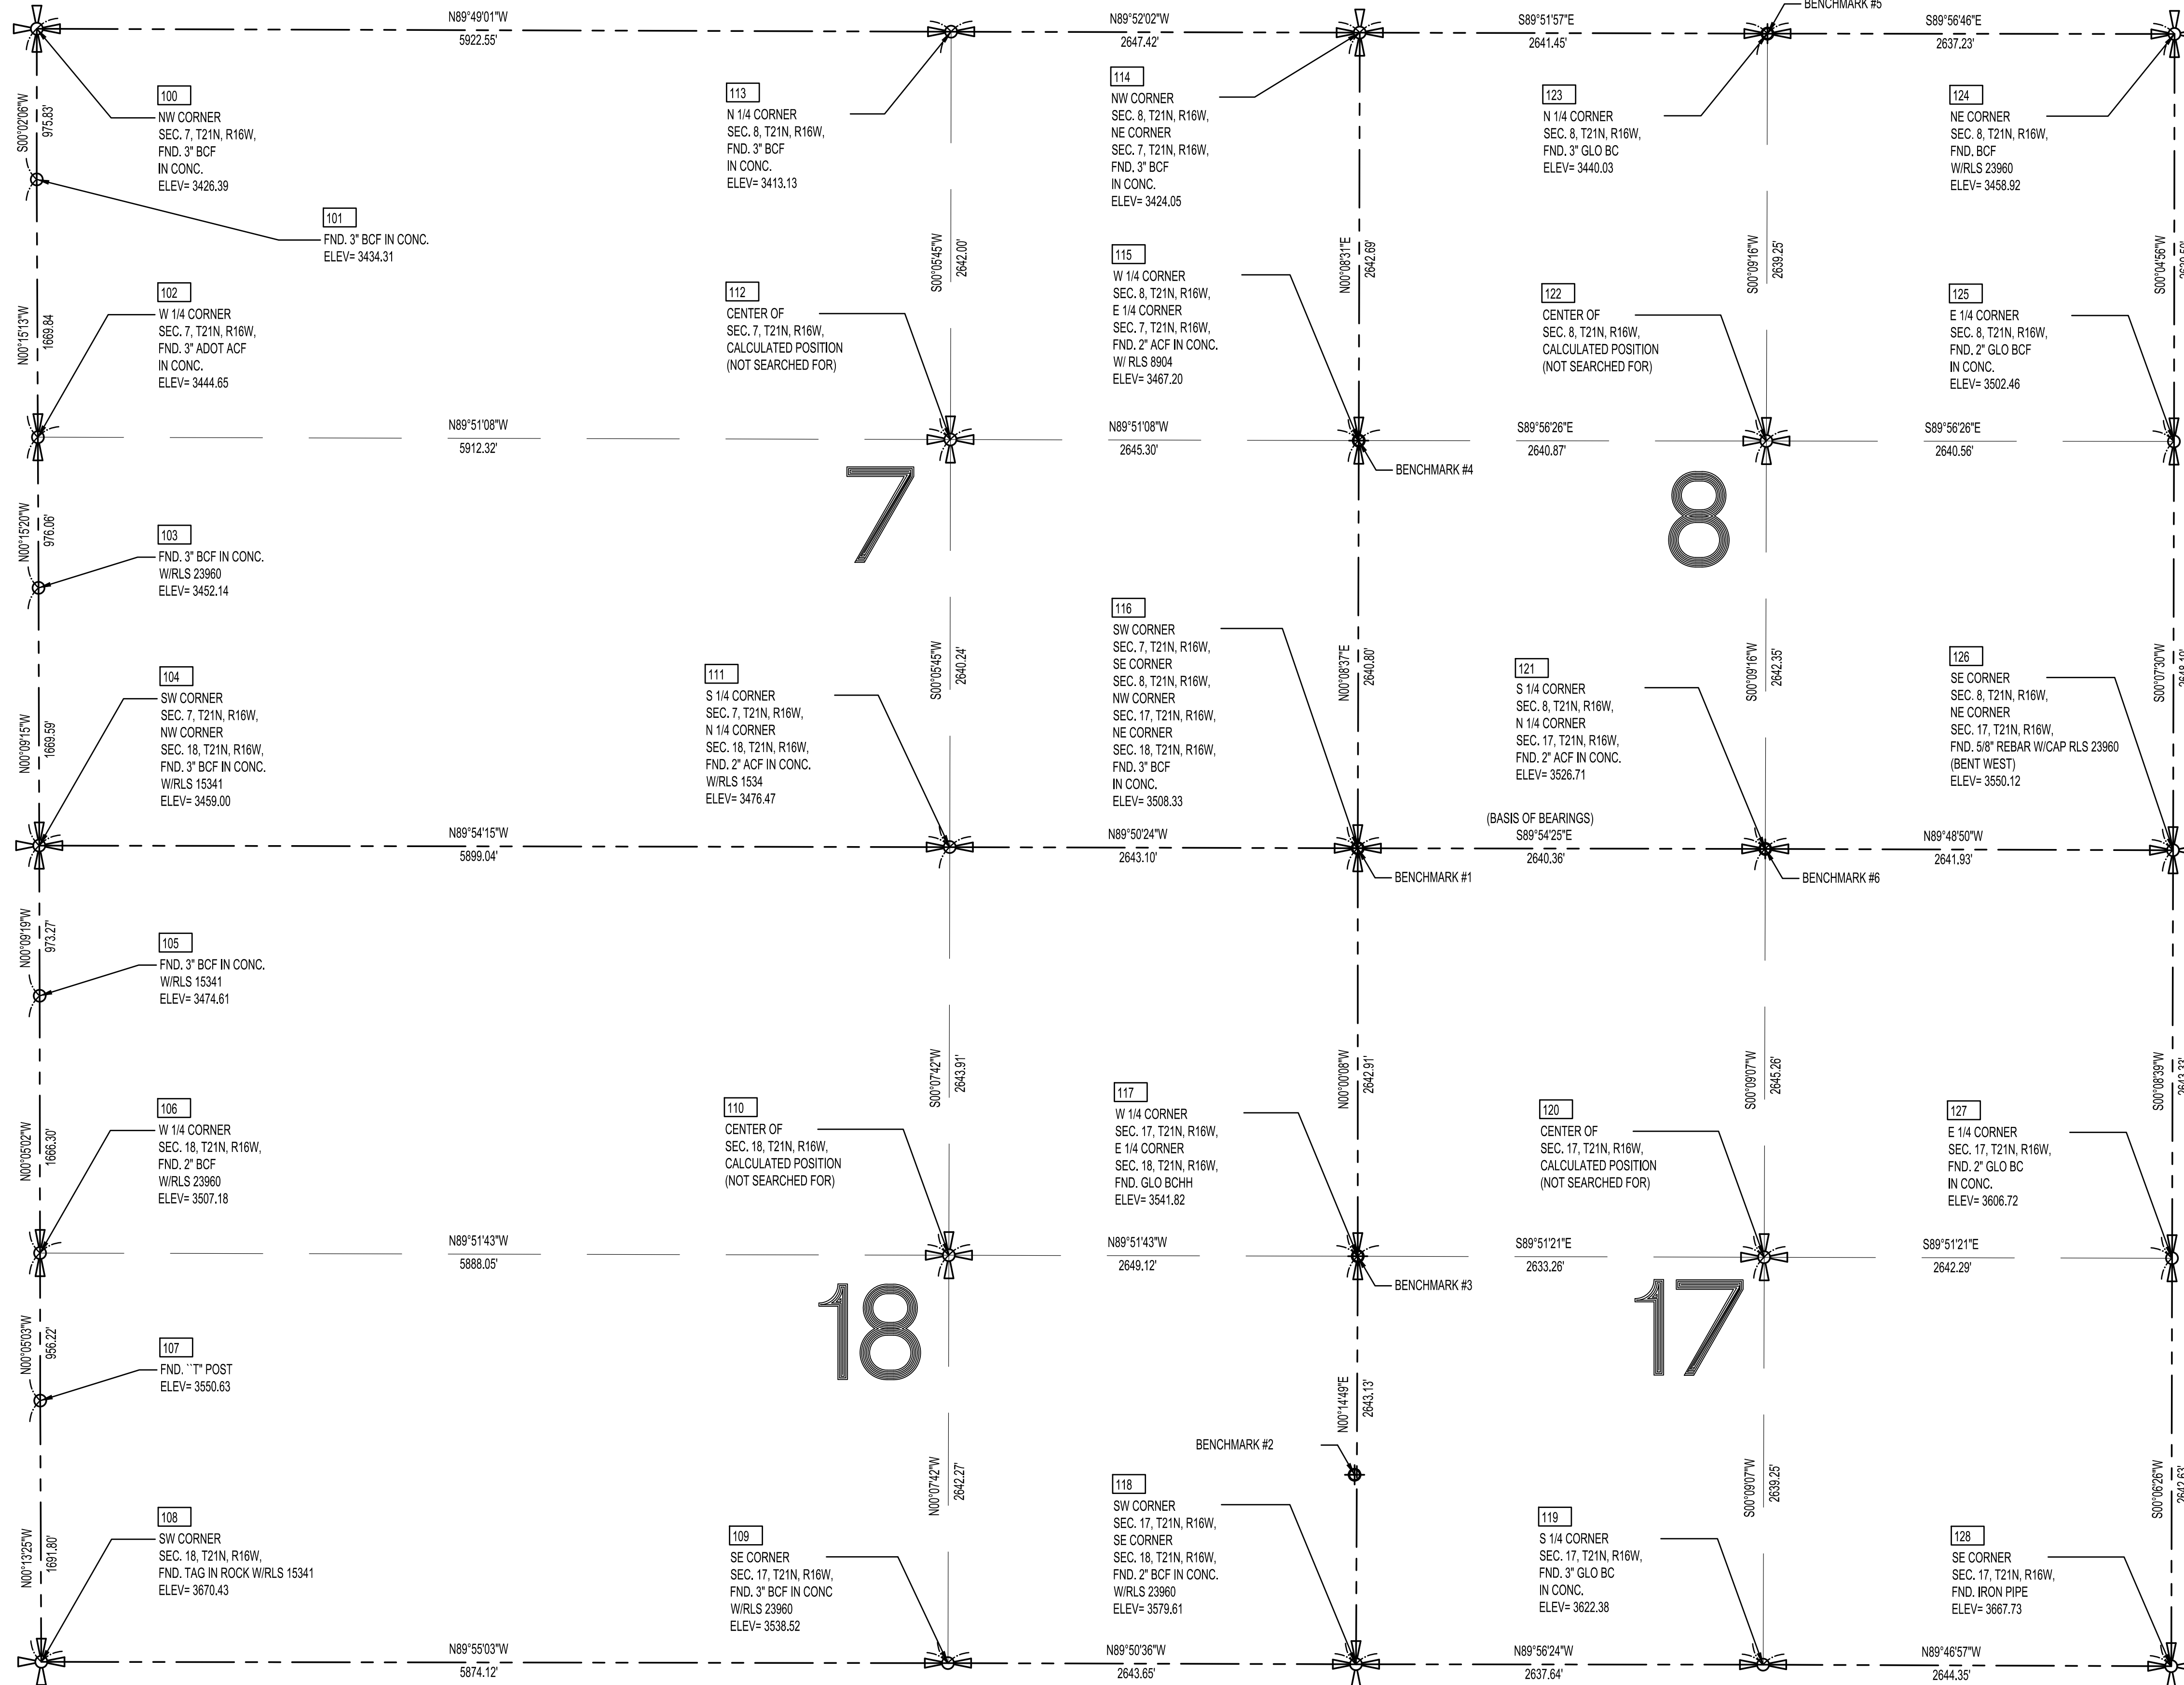 BENCHMARK #5
N89°49'01"W
5922.55'
N89°52'02"W
2647.42'
S89°51'57"E
2641.45'
S89°56'46"E
2637.23'
S00°02'06"W
975.83'
100
NW CORNER
SEC. 7, T21N, R16W,
FND. 3" BCF
IN CONC.
ELEV= 3426.39
113
N 1/4 CORNER
SEC. 8, T21N, R16W,
FND. 3" BCF
IN CONC.
ELEV= 3413.13
114
NW CORNER
SEC. 8, T21N, R16W,
NE CORNER
SEC. 7, T21N, R16W,
FND. 3" BCF
IN CONC.
ELEV= 3424.05
123
N 1/4 CORNER
SEC. 8, T21N, R16W,
FND. 3" GLO BC
ELEV= 3440.03
124
NE CORNER
SEC. 8, T21N, R16W,
FND. BCF
W/RLS 23960
ELEV= 3458.92
101
FND. 3" BCF IN CONC.
ELEV= 3434.31
S00°05'45"W
2642.00'
N00°08'31"E
2642.69'
S00°09'16"W
2639.25'
S00°04'56"W
N00°15'13"W
1669.84
102
W 1/4 CORNER
SEC. 7, T21N, R16W,
FND. 3" ADOT ACF
IN CONC.
ELEV= 3444.65
112
CENTER OF
SEC. 7, T21N, R16W,
CALCULATED POSITION
(NOT SEARCHED FOR)
115
W 1/4 CORNER
SEC. 8, T21N, R16W,
E 1/4 CORNER
SEC. 7, T21N, R16W,
FND. 2" ACF IN CONC.
W/ RLS 8904
ELEV= 3467.20
122
CENTER OF
SEC. 8, T21N, R16W,
CALCULATED POSITION
(NOT SEARCHED FOR)
125
E 1/4 CORNER
SEC. 8, T21N, R16W,
FND. 2" GLO BCF
IN CONC.
ELEV= 3502.46
N89°51'08"W
5912.32'
N89°51'08"W
2645.30'
S89°56'26"E
2640.87'
S89°56'26"E
2640.56'
BENCHMARK #4
7
8
N00°15'20"W
976.06'
103
FND. 3" BCF IN CONC.
W/RLS 23960
ELEV= 3452.14
S00°05'45"W
2640.24'
N00°08'37"E
2640.80'
S00°09'16"W
2642.35'
S00°07'30"W
N00°09'15"W
1669.59'
104
SW CORNER
SEC. 7, T21N, R16W,
NW CORNER
SEC. 18, T21N, R16W,
FND. 3" BCF IN CONC.
W/RLS 15341
ELEV= 3459.00
111
S 1/4 CORNER
SEC. 7, T21N, R16W,
N 1/4 CORNER
SEC. 18, T21N, R16W,
FND. 2" ACF IN CONC.
W/RLS 1534
ELEV= 3476.47
116
SW CORNER
SEC. 7, T21N, R16W,
SE CORNER
SEC. 8, T21N, R16W,
NW CORNER
SEC. 17, T21N, R16W,
NE CORNER
SEC. 18, T21N, R16W,
FND. 3" BCF
IN CONC.
ELEV= 3508.33
121
S 1/4 CORNER
SEC. 8, T21N, R16W,
N 1/4 CORNER
SEC. 17, T21N, R16W,
FND. 2" ACF IN CONC.
ELEV= 3526.71
126
SE CORNER
SEC. 8, T21N, R16W,
NE CORNER
SEC. 17, T21N, R16W,
FND. 5/8" REBAR W/CAP RLS 23960
(BENT WEST)
ELEV= 3550.12
N89°54'15"W
5899.04'
N89°50'24"W
2643.10'
(BASIS OF BEARINGS)
S89°54'25"E
2640.36'
N89°48'50"W
2641.93'
BENCHMARK #1
BENCHMARK #6
N00°09'19"W
973.27'
105
FND. 3" BCF IN CONC.
W/RLS 15341
ELEV= 3474.61
S00°07'42"W
2643.91'
N00°00'08"W
2642.91'
S00°09'07"W
2645.26'
S00°08'39"W
N00°05'02"W
1666.30'
106
W 1/4 CORNER
SEC. 18, T21N, R16W,
FND. 2" BCF
W/RLS 23960
ELEV= 3507.18
110
CENTER OF
SEC. 18, T21N, R16W,
CALCULATED POSITION
(NOT SEARCHED FOR)
117
W 1/4 CORNER
SEC. 17, T21N, R16W,
E 1/4 CORNER
SEC. 18, T21N, R16W,
FND. GLO BCHH
ELEV= 3541.82
120
CENTER OF
SEC. 17, T21N, R16W,
CALCULATED POSITION
(NOT SEARCHED FOR)
127
E 1/4 CORNER
SEC. 17, T21N, R16W,
FND. 2" GLO BC
IN CONC.
ELEV= 3606.72
N89°51'43"W
5888.05'
N89°51'43"W
2649.12'
S89°51'21"E
2633.26'
S89°51'21"E
2642.29'
BENCHMARK #3
18
17
N00°05'03"W
956.22'
107
FND. ``T" POST
ELEV= 3550.63
N00°14'49"E
2643.13'
BENCHMARK #2
N00°07'42"W
2642.27'
S00°09'07"W
2639.25'
S00°06'26"W
N00°13'25"W
1691.80'
108
SW CORNER
SEC. 18, T21N, R16W,
FND. TAG IN ROCK W/RLS 15341
ELEV= 3670.43
109
SE CORNER
SEC. 17, T21N, R16W,
FND. 3" BCF IN CONC
W/RLS 23960
ELEV= 3538.52
118
SW CORNER
SEC. 17, T21N, R16W,
SE CORNER
SEC. 18, T21N, R16W,
FND. 2" BCF IN CONC.
W/RLS 23960
ELEV= 3579.61
119
S 1/4 CORNER
SEC. 17, T21N, R16W,
FND. 3" GLO BC
IN CONC.
ELEV= 3622.38
128
SE CORNER
SEC. 17, T21N, R16W,
FND. IRON PIPE
ELEV= 3667.73
N89°55'03"W
5874.12'
N89°50'36"W
2643.65'
N89°56'24"W
2637.64'
N89°46'57"W
2644.35'